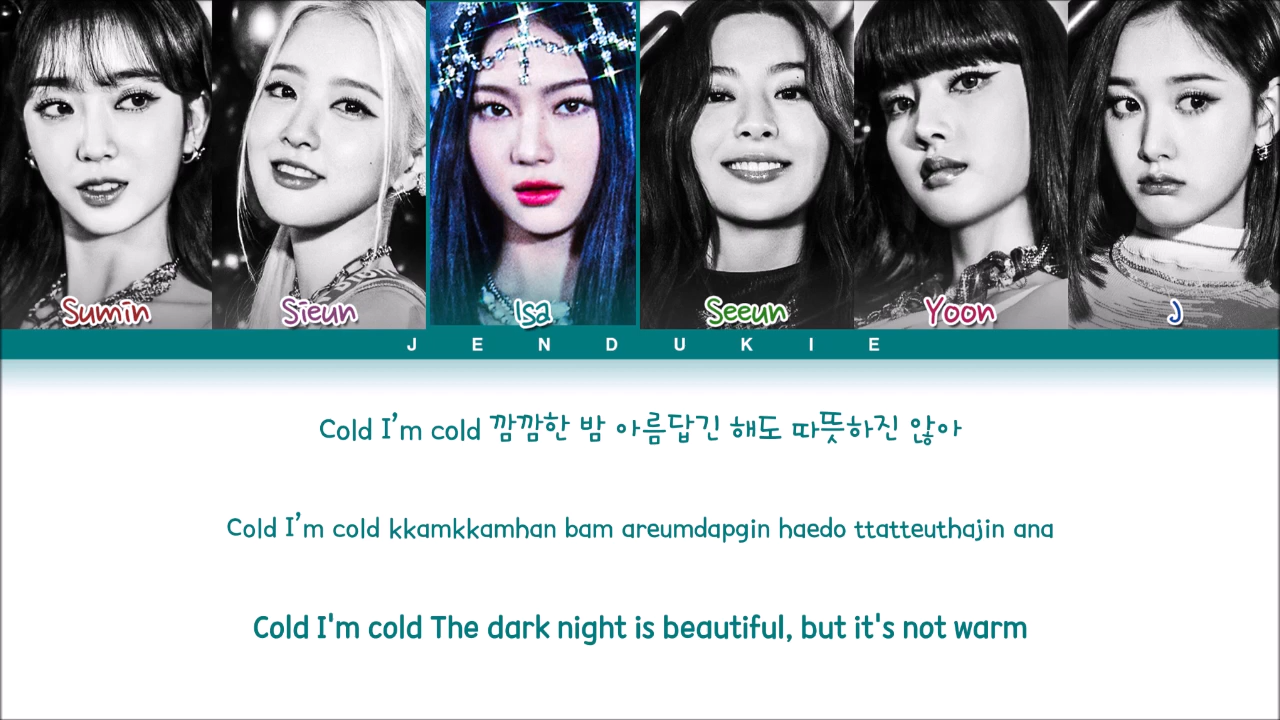 Sumin Sieun Isa Seeun Yoon J
JENDUKIE
Cold I’m cold 깜깜한 밤 아름답긴 해도 따뜻하진 않아
Cold I’m cold kkamkkamhan bam areumdapgin haedo ttatteuthajin ana
Cold I'm cold The dark night is beautiful, but it's not warm